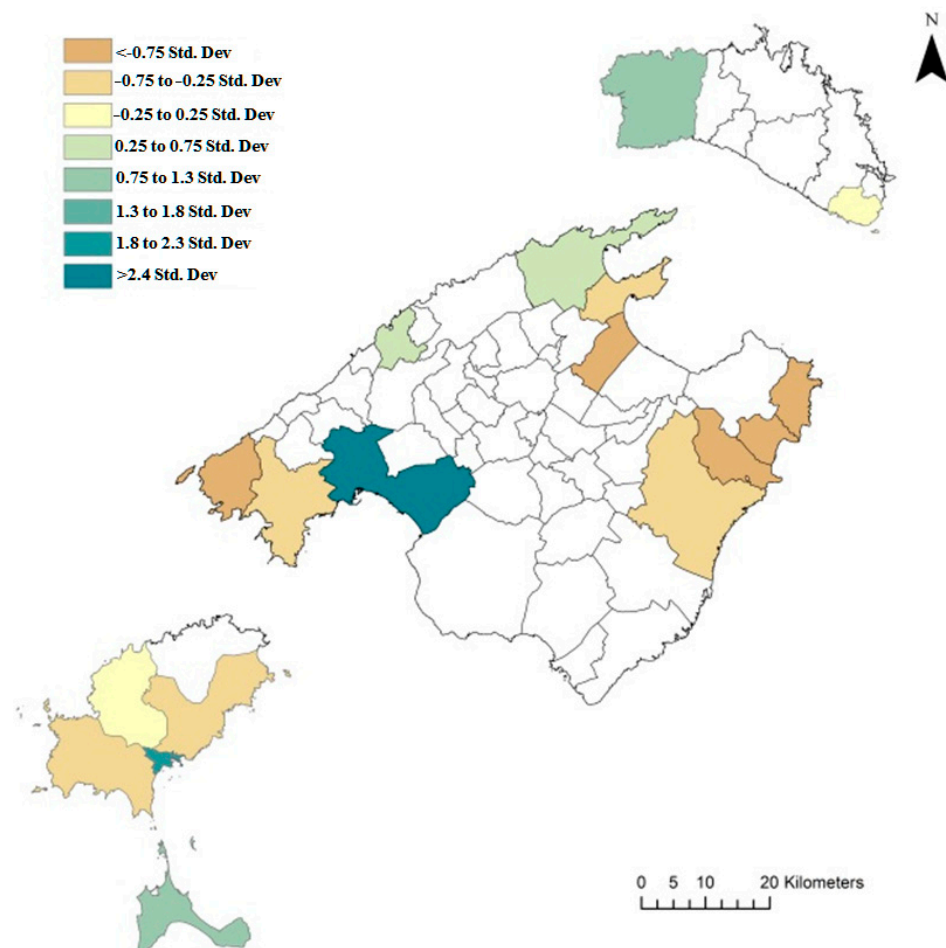 N
<-0.75 Std. Dev
-0.75 to -0.25 Std. Dev
-0.25 to 0.25 Std. Dev
0.25 to 0.75 Std. Dev
0.75 to 1.3 Std. Dev
1.3 to 1.8 Std. Dev
1.8 to 2.3 Std. Dev
>2.4 Std. Dev
0 5 10 20 Kilometers